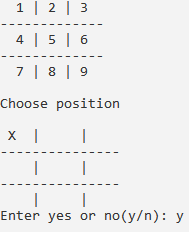 1 | 2 | 3
-------------
4 | 5 | 6
-------------
7 | 8 | 9
Choose position
X | |
---------------
| |
---------------
| |
Enter yes or no(y/n): y